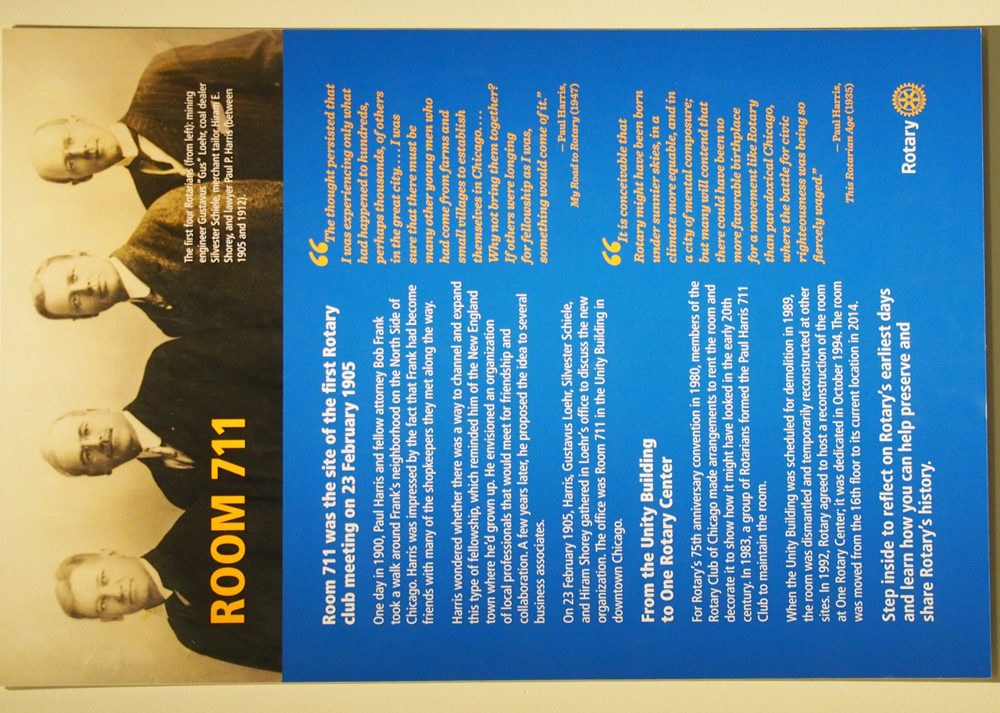 ROOM 711
The first four Rotarians (from left): mining
engineer Gustavus "Gus" Loehr, coal dealer
Silvester Schiele, merchant tailor Hiram E.
Shorey, and lawyer Paul P. Harris (between
1905 and 1912).
Room 711 was the site of the first Rotary
club meeting on 23 February 1905
One day in 1900, Paul Harris and fellow attorney Bob Frank
took a walk around Frank's neighborhood on the North Side of
Chicago. Harris was impressed by the fact that Frank had become
friends with many of the shopkeepers they met along the way.
Harris wondered whether there was a way to channel and expand
this type of fellowship, which reminded him of the New England
town where he'd grown up. He envisioned an organization
of local professionals that would meet for friendship and
collaboration. A few years later, he proposed the idea to several
business associates.
On 23 February 1905, Harris, Gustavus Loehr, Silvester Schiele,
and Hiram Shorey gathered in Loehr's office to discuss the new
organization. The office was Room 711 in the Unity Building in
downtown Chicago.
From the Unity Building
to One Rotary Center
For Rotary's 75th anniversary convention in 1980, members of the
Rotary Club of Chicago made arrangements to rent the room and
decorate it to show how it might have looked in the early 20th
century. In 1983, a group of Rotarians formed the Paul Harris 711
Club to maintain the room.
When the Unity Building was scheduled for demolition in 1989,
the room was dismantled and temporarily reconstructed at other
sites. In 1992, Rotary agreed to host a reconstruction of the room
at One Rotary Center; it was dedicated in October 1994. The room
was moved from the 16th floor to its current location in 2014.
Step inside to reflect on Rotary's earliest days
and learn how you can help preserve and
share Rotary's history.
“The thought persisted that
I was experiencing only what
had happened to hundreds,
perhaps thousands, of others
in the great city. . . . I was
sure that there must be
many other young men who
had come from farms and
small villages to establish
themselves in Chicago. . . .
Why not bring them together?
If others were longing
for fellowship as I was,
something would come of it.”
– Paul Harris,
My Road to Rotary (1947)
“It is conceivable that
Rotary might have been born
under sunnier skies, in a
climate more equable, and in
a city of mental composure;
but many will contend that
there could have been no
more favorable birthplace
for a movement like Rotary
than paradoxical Chicago,
where the battle for civic
righteousness was being so
fiercely waged.”
– Paul Harris,
This Rotarian Age (1935)
Rotary